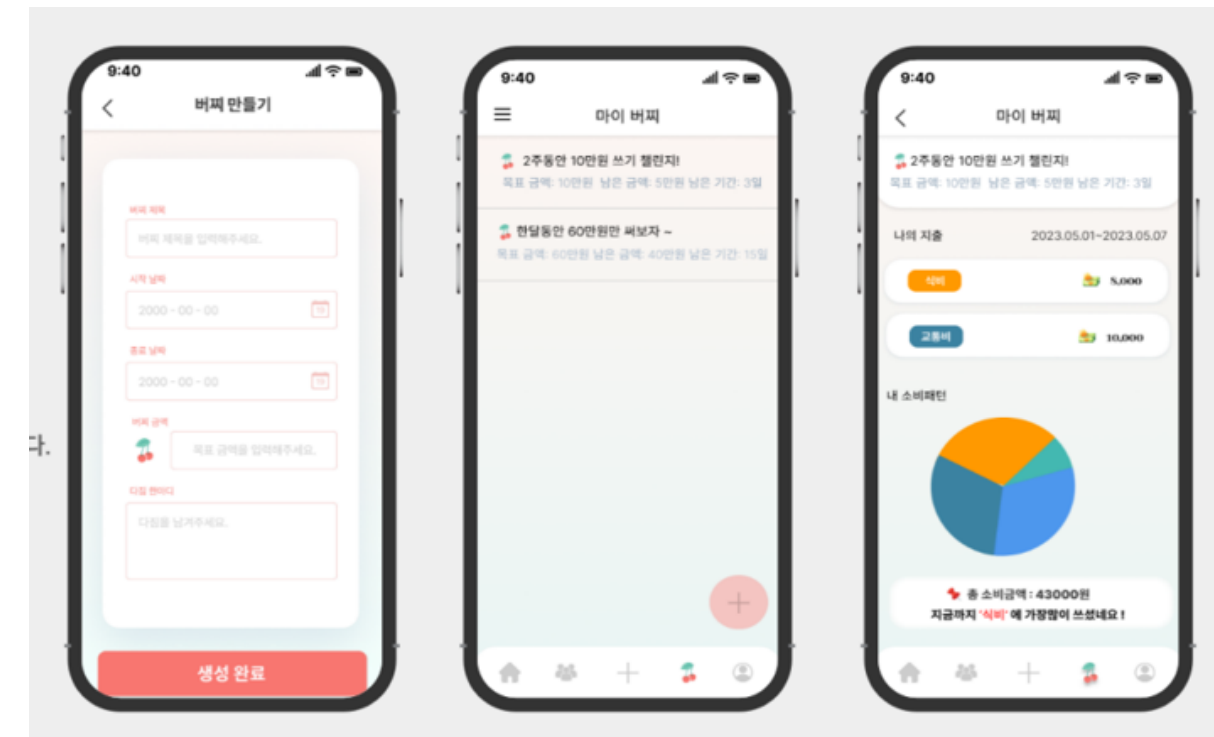 9:40
버찌 만들기
버찌 제목
버찌 제목을 입력해주세요.
시작 날짜
2000 - 00 - 00
종료 날짜
2000 - 00 - 00
버찌 금액
목표 금액을 입력해주세요.
다짐 한마디
다짐을 남겨주세요.
생성 완료
다.
9:40
마이 버찌
2주동안 10만원 쓰기 챌린지!
목표 금액: 10만원 남은 금액: 5만원 남은 기간: 3일
한달동안 60만원만 써보자 ~
목표 금액: 60만원 남은 금액: 40만원 남은 기간: 15일
9:40
마이 버찌
2주동안 10만원 쓰기 챌린지!
목표 금액: 10만원 남은 금액: 5만원 남은 기간: 3일
나의 지출 2023.05.01~2023.05.07
식비 5,000
교통비 10,000
내 소비패턴
총 소비금액 : 43000원
지금까지 '식비' 에 가장많이 쓰셨네요 !